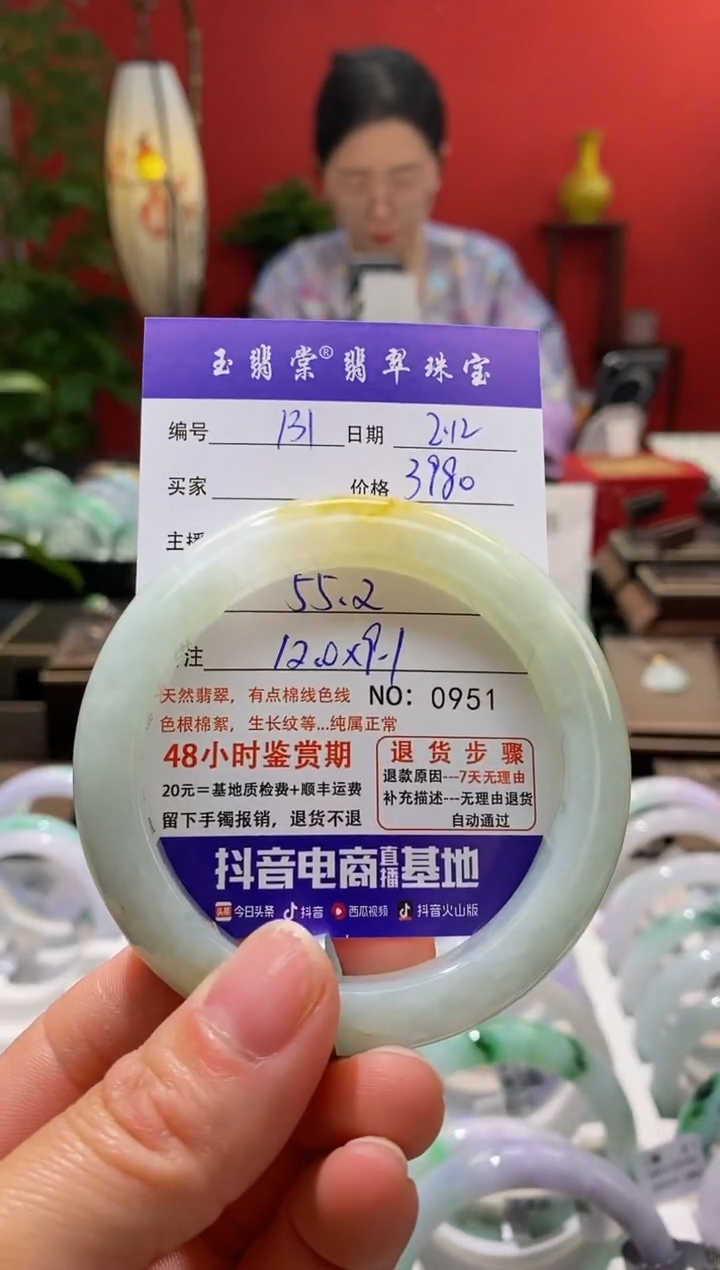 玉翡棠®翡翠珠宝
编号 131 日期 2.12
买家 价格 3980
主播
55.2
注 12.0x9.1
天然翡翠，有点棉线色线 NO: 0951
色根棉絮，生长纹等...纯属正常
48小时鉴赏期
20元=基地质检费+顺丰运费
留下手镯报销，退货不退
退货步骤
退款原因---7天无理由
补充描述---无理由退货
自动通过
抖音电商直播基地
头条 今日头条 抖音 西瓜视频 抖音火山版